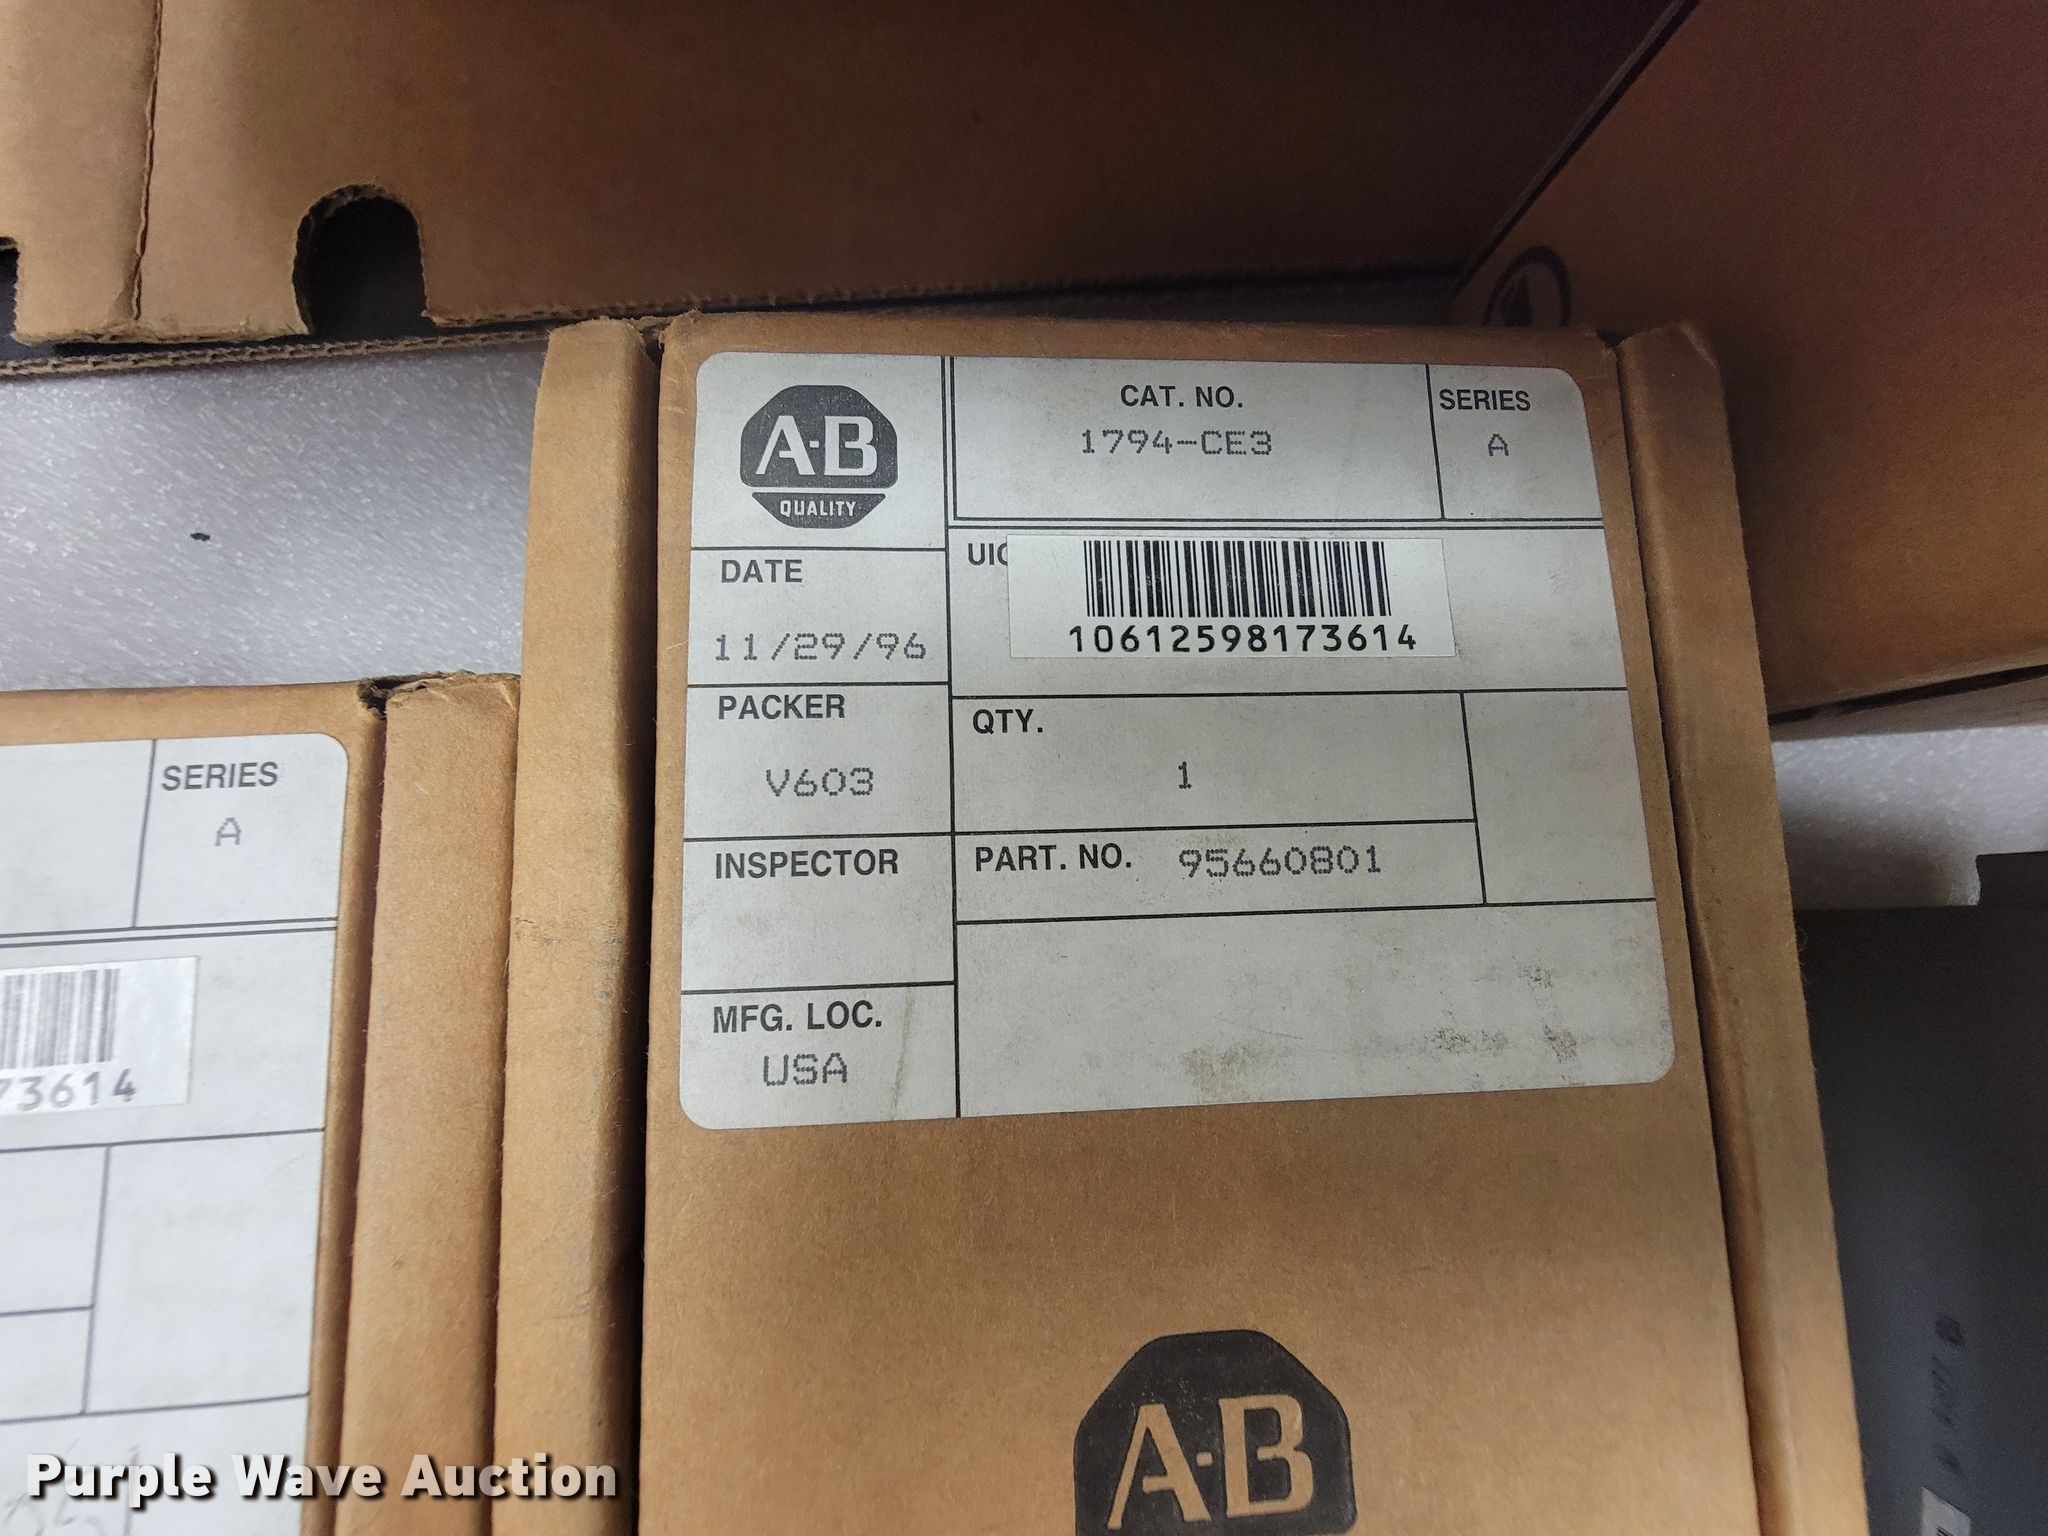 A-B
QUALITY
CAT. NO.
1794-CE3
SERIES
A
DATE
11/29/96
UIC
10612598173614
PACKER
V603
QTY.
1
INSPECTOR
PART. NO. 95660801
MFG. LOC.
USA
A-B
SERIES
A
73614
Purple Wave Auction